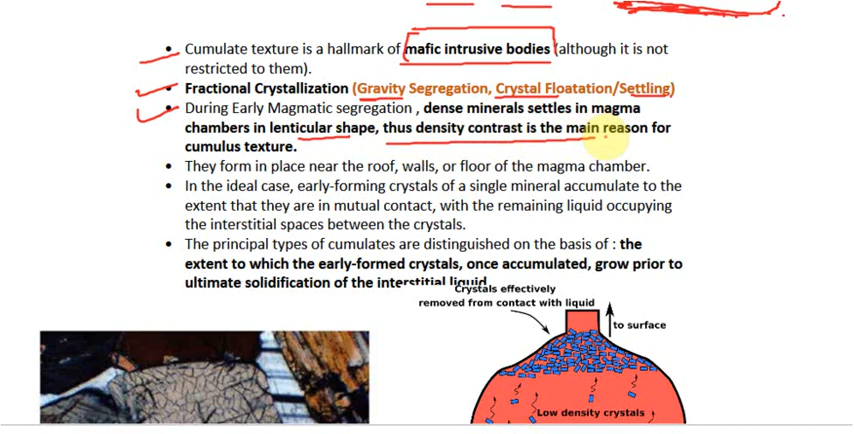 • Cumulate texture is a hallmark of mafic intrusive bodies (although it is not
restricted to them).
• Fractional Crystallization (Gravity Segregation, Crystal Floatation/Settling)
• During Early Magmatic segregation , dense minerals settles in magma
chambers in lenticular shape, thus density contrast is the main reason for
cumulus texture.
• They form in place near the roof, walls, or floor of the magma chamber.
• In the ideal case, early-forming crystals of a single mineral accumulate to the
extent that they are in mutual contact, with the remaining liquid occupying
the interstitial spaces between the crystals.
• The principal types of cumulates are distinguished on the basis of : the
extent to which the early-formed crystals, once accumulated, grow prior to
ultimate solidification of the interstitial liquid
Crystals effectively
removed from contact with liquid
to surface
Low density crystals